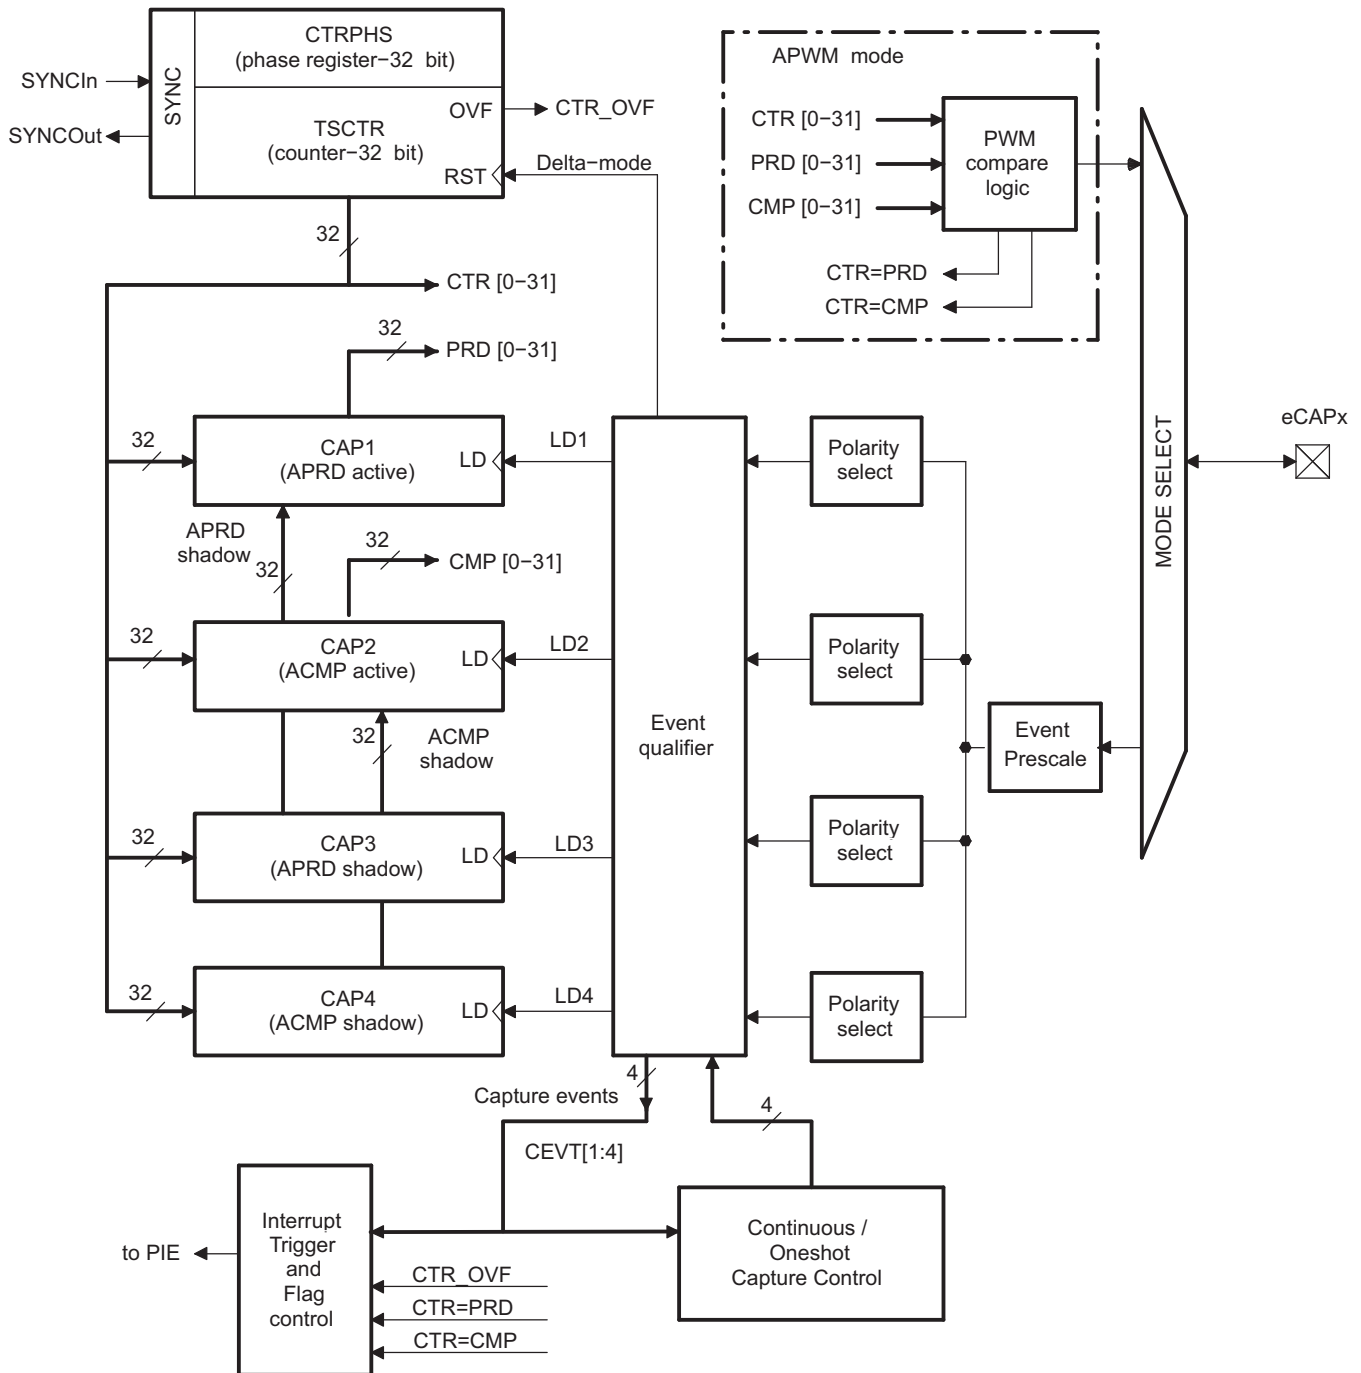 CTRPHS
(phase register−32 bit)
APWM mode
SYNCIn
SYNC
SYNCOut
OVF
CTR_OVF
TSCTR
(counter−32 bit)
RST
Delta−mode
CTR [0−31]
PRD [0−31]
CMP [0−31]
PWM
compare
logic
CTR=PRD
CTR=CMP
32
CTR [0−31]
32
PRD [0−31]
eCAPx
MODE SELECT
32
CAP1
(APRD active)
LD
LD1
Polarity
select
APRD
shadow
32
32
CMP [0−31]
32
CAP2
(ACMP active)
LD
LD2
Polarity
select
32
ACMP
shadow
Event
qualifier
Event
Prescale
32
CAP3
(APRD shadow)
LD
LD3
Polarity
select
32
CAP4
(ACMP shadow)
LD
LD4
Polarity
select
4
Capture events
4
CEVT[1:4]
to PIE
Interrupt
Trigger
and
Flag
control
CTR_OVF
CTR=PRD
CTR=CMP
Continuous /
Oneshot
Capture Control